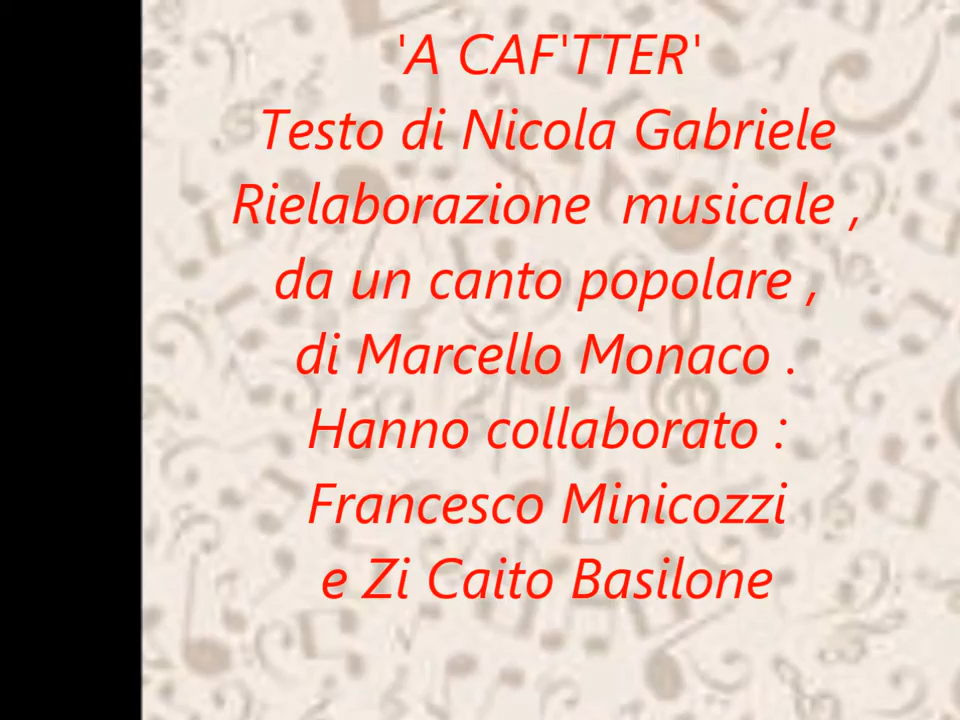 'A CAF'TTER'
Testo di Nicola Gabriele
Rielaborazione musicale ,
da un canto popolare ,
di Marcello Monaco .
Hanno collaborato :
Francesco Minicozzi
e Zi Caito Basilone